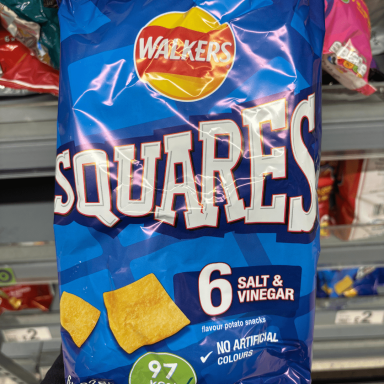 WALKERS
SQUARES
6 SALT &
VINEGAR
flavour potato snacks
✓ NO ARTIFICIAL
COLOURS
97